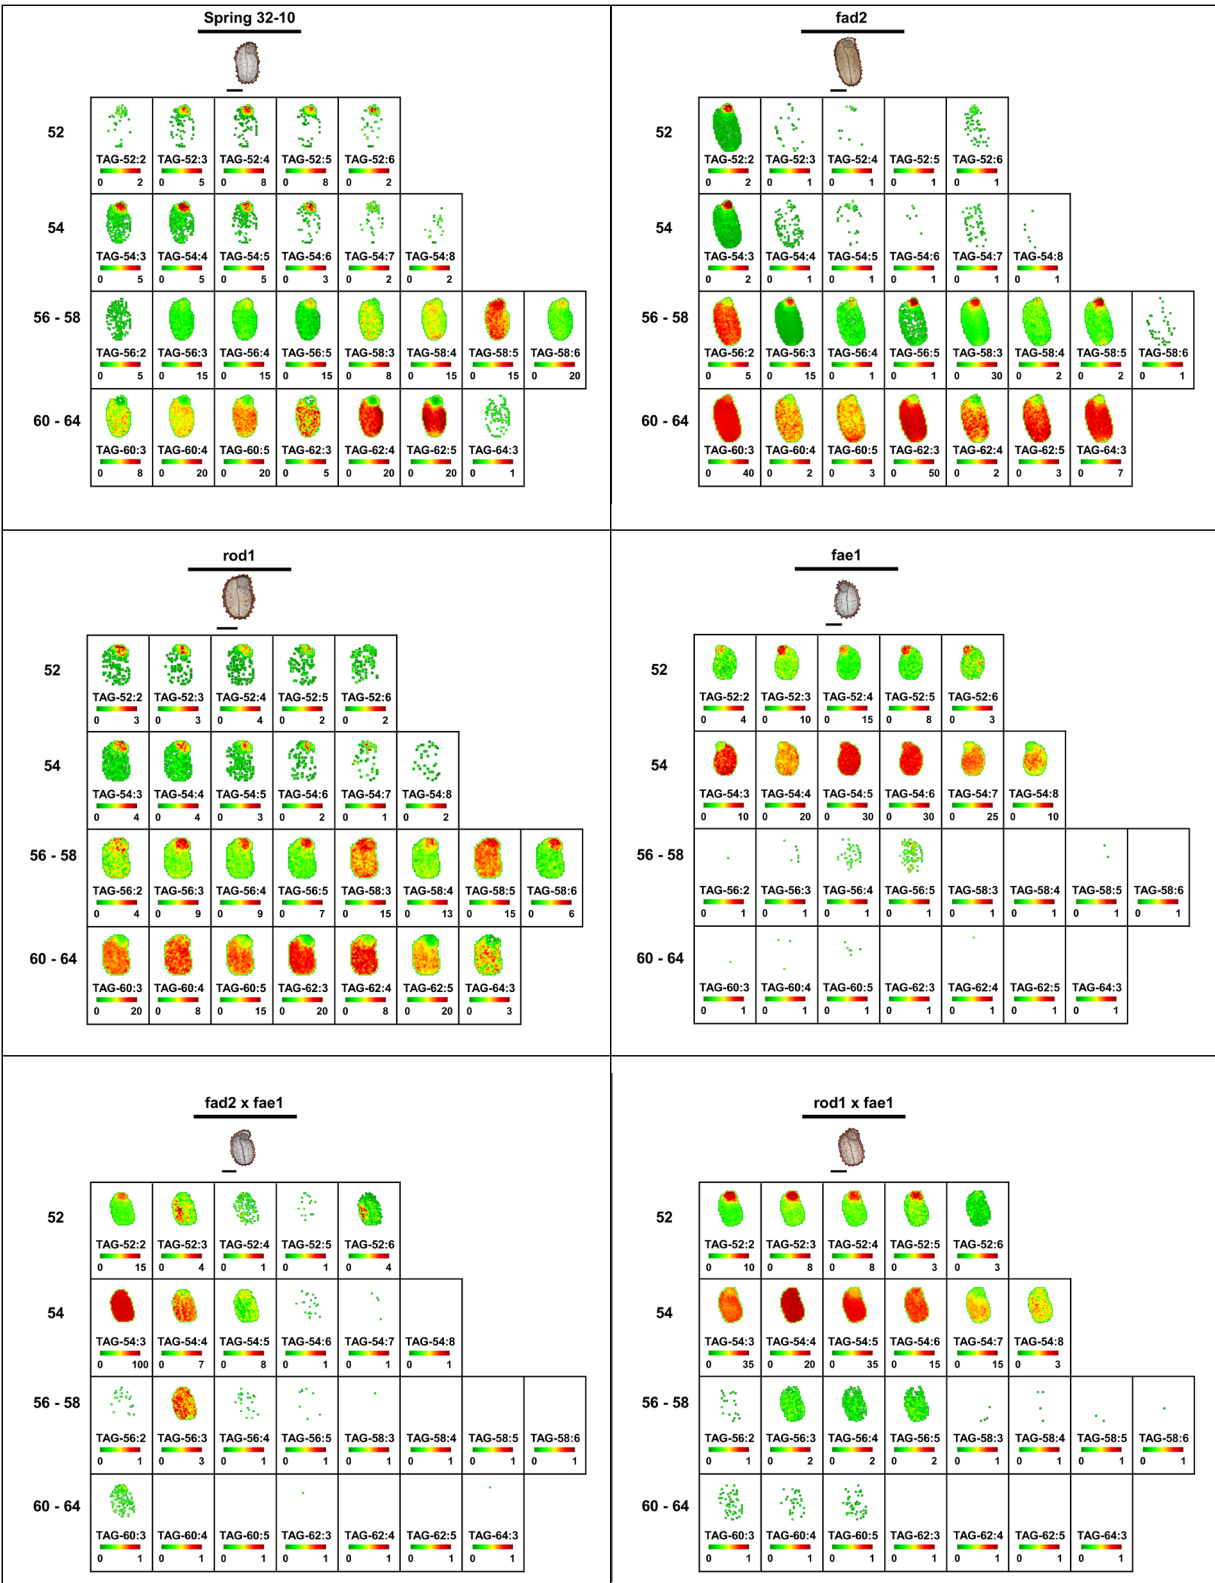 Spring 32-10
52
TAG-52:2 TAG-52:3 TAG-52:4 TAG-52:5 TAG-52:6
0 2 0 5 0 8 0 8 0 2
54
TAG-54:3 TAG-54:4 TAG-54:5 TAG-54:6 TAG-54:7 TAG-54:8
0 5 0 5 0 5 0 3 0 2 0 2
56 - 58
TAG-56:2 TAG-56:3 TAG-56:4 TAG-56:5 TAG-58:3 TAG-58:4 TAG-58:5 TAG-58:6
0 5 0 15 0 15 0 15 0 8 0 15 0 15 0 20
60 - 64
TAG-60:3 TAG-60:4 TAG-60:5 TAG-62:3 TAG-62:4 TAG-62:5 TAG-64:3
0 8 0 20 0 20 0 5 0 20 0 20 0 1
fad2
52
TAG-52:2 TAG-52:3 TAG-52:4 TAG-52:5 TAG-52:6
0 2 0 1 0 1 0 1 0 1
54
TAG-54:3 TAG-54:4 TAG-54:5 TAG-54:6 TAG-54:7 TAG-54:8
0 2 0 1 0 1 0 1 0 1 0 1
56 - 58
TAG-56:2 TAG-56:3 TAG-56:4 TAG-56:5 TAG-58:3 TAG-58:4 TAG-58:5 TAG-58:6
0 5 0 15 0 1 0 1 0 30 0 2 0 2 0 1
60 - 64
TAG-60:3 TAG-60:4 TAG-60:5 TAG-62:3 TAG-62:4 TAG-62:5 TAG-64:3
0 40 0 2 0 3 0 50 0 2 0 3 0 7
rod1
52
TAG-52:2 TAG-52:3 TAG-52:4 TAG-52:5 TAG-52:6
0 3 0 3 0 4 0 2 0 2
54
TAG-54:3 TAG-54:4 TAG-54:5 TAG-54:6 TAG-54:7 TAG-54:8
0 4 0 4 0 3 0 2 0 1 0 2
56 - 58
TAG-56:2 TAG-56:3 TAG-56:4 TAG-56:5 TAG-58:3 TAG-58:4 TAG-58:5 TAG-58:6
0 4 0 9 0 9 0 7 0 15 0 13 0 15 0 6
60 - 64
TAG-60:3 TAG-60:4 TAG-60:5 TAG-62:3 TAG-62:4 TAG-62:5 TAG-64:3
0 20 0 8 0 15 0 20 0 8 0 20 0 3
fae1
52
TAG-52:2 TAG-52:3 TAG-52:4 TAG-52:5 TAG-52:6
0 4 0 10 0 15 0 8 0 3
54
TAG-54:3 TAG-54:4 TAG-54:5 TAG-54:6 TAG-54:7 TAG-54:8
0 10 0 20 0 30 0 30 0 25 0 10
56 - 58
TAG-56:2 TAG-56:3 TAG-56:4 TAG-56:5 TAG-58:3 TAG-58:4 TAG-58:5 TAG-58:6
0 1 0 1 0 1 0 1 0 1 0 1 0 1 0 1
60 - 64
TAG-60:3 TAG-60:4 TAG-60:5 TAG-62:3 TAG-62:4 TAG-62:5 TAG-64:3
0 1 0 1 0 1 0 1 0 1 0 1 0 1
fad2 x fae1
52
TAG-52:2 TAG-52:3 TAG-52:4 TAG-52:5 TAG-52:6
0 15 0 4 0 1 0 1 0 4
54
TAG-54:3 TAG-54:4 TAG-54:5 TAG-54:6 TAG-54:7 TAG-54:8
0 100 0 7 0 8 0 1 0 1 0 1
56 - 58
TAG-56:2 TAG-56:3 TAG-56:4 TAG-56:5 TAG-58:3 TAG-58:4 TAG-58:5 TAG-58:6
0 1 0 3 0 1 0 1 0 1 0 1 0 1 0 1
60 - 64
TAG-60:3 TAG-60:4 TAG-60:5 TAG-62:3 TAG-62:4 TAG-62:5 TAG-64:3
0 1 0 1 0 1 0 1 0 1 0 1 0 1
rod1 x fae1
52
TAG-52:2 TAG-52:3 TAG-52:4 TAG-52:5 TAG-52:6
0 10 0 8 0 8 0 3 0 3
54
TAG-54:3 TAG-54:4 TAG-54:5 TAG-54:6 TAG-54:7 TAG-54:8
0 35 0 20 0 35 0 15 0 15 0 3
56 - 58
TAG-56:2 TAG-56:3 TAG-56:4 TAG-56:5 TAG-58:3 TAG-58:4 TAG-58:5 TAG-58:6
0 1 0 2 0 2 0 2 0 1 0 1 0 1 0 1
60 - 64
TAG-60:3 TAG-60:4 TAG-60:5 TAG-62:3 TAG-62:4 TAG-62:5 TAG-64:3
0 1 0 1 0 1 0 1 0 1 0 1 0 1